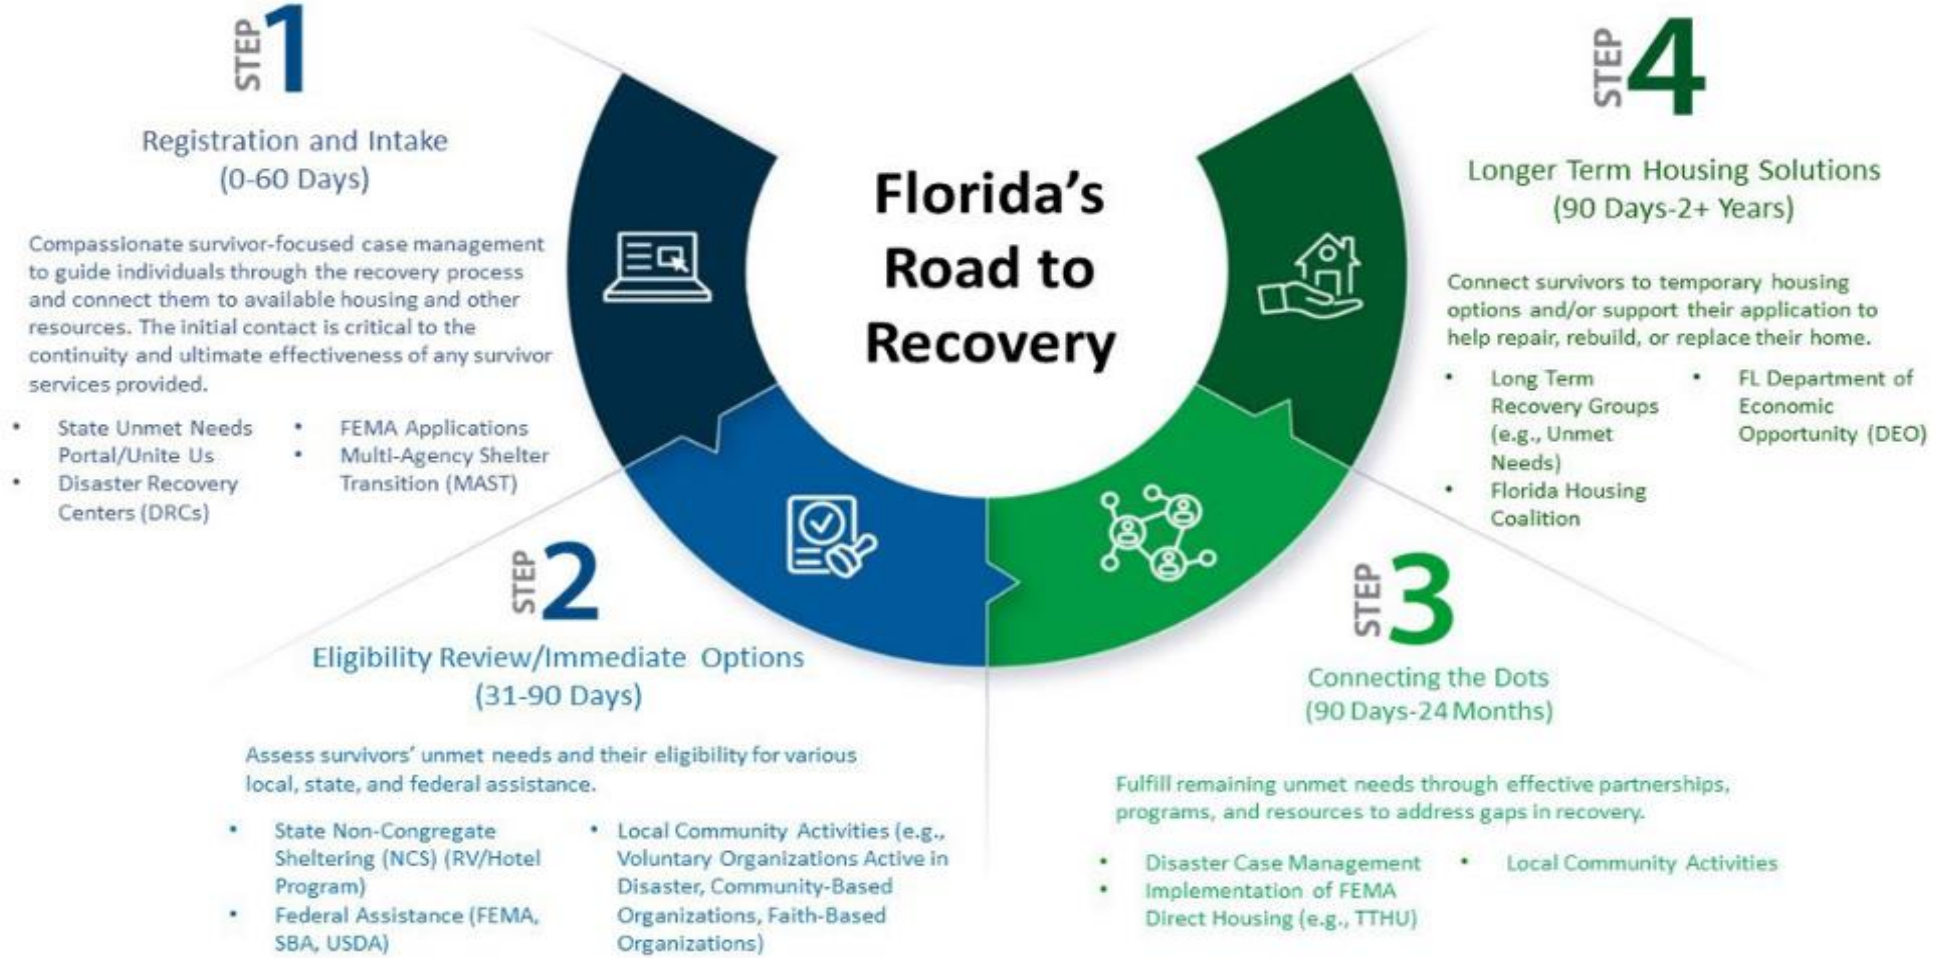 Florida's
Road to
Recovery
STEP 1
Registration and Intake
(0-60 Days)
Compassionate survivor-focused case management
to guide individuals through the recovery process
and connect them to available housing and other
resources. The initial contact is critical to the
continuity and ultimate effectiveness of any survivor
services provided.
• State Unmet Needs
Portal/Unite Us
• Disaster Recovery
Centers (DRCs)
• FEMA Applications
• Multi-Agency Shelter
Transition (MAST)
STEP 2
Eligibility Review/Immediate Options
(31-90 Days)
Assess survivors' unmet needs and their eligibility for various
local, state, and federal assistance.
• State Non-Congregate
Sheltering (NCS) (RV/Hotel
Program)
• Federal Assistance (FEMA,
SBA, USDA)
• Local Community Activities (e.g.,
Voluntary Organizations Active in
Disaster, Community-Based
Organizations, Faith-Based
Organizations)
STEP 3
Connecting the Dots
(90 Days-24 Months)
Fulfill remaining unmet needs through effective partnerships,
programs, and resources to address gaps in recovery.
• Disaster Case Management
• Implementation of FEMA
Direct Housing (e.g., TTHU)
• Local Community Activities
STEP 4
Longer Term Housing Solutions
(90 Days-2+ Years)
Connect survivors to temporary housing
options and/or support their application to
help repair, rebuild, or replace their home.
• Long Term
Recovery Groups
(e.g., Unmet
Needs)
• Florida Housing
Coalition
• FL Department of
Economic
Opportunity (DEO)